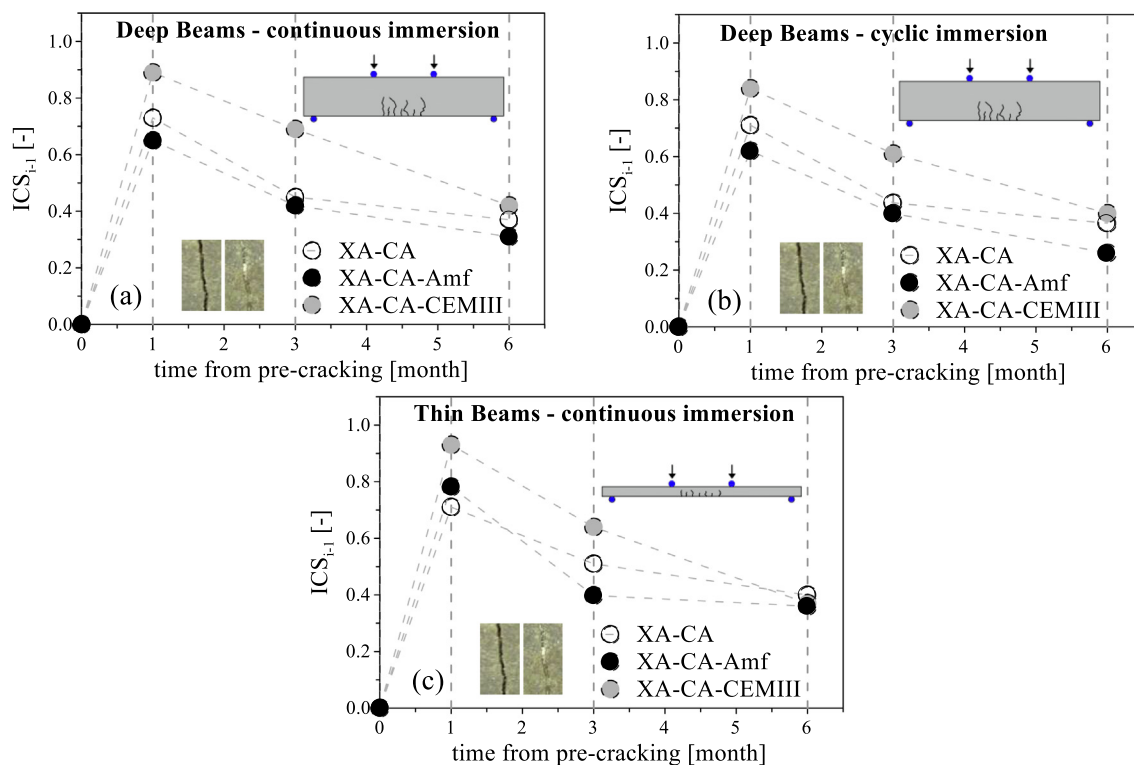 Deep Beams - continuous immersion
1.0
0.8
0.6
0.4
0.2
0.0
ICSi-1 [-]
XA-CA
XA-CA-Amf
XA-CA-CEMIII
(a)
0 1 2 3 4 5 6
time from pre-cracking [month]
Deep Beams - cyclic immersion
1.0
0.8
0.6
0.4
0.2
0.0
ICSi-1 [-]
XA-CA
XA-CA-Amf
XA-CA-CEMIII
(b)
0 1 2 3 4 5 6
time from pre-cracking [month]
Thin Beams - continuous immersion
1.0
0.8
0.6
0.4
0.2
0.0
ICSi-1 [-]
XA-CA
XA-CA-Amf
XA-CA-CEMIII
(c)
0 1 2 3 4 5 6
time from pre-cracking [month]